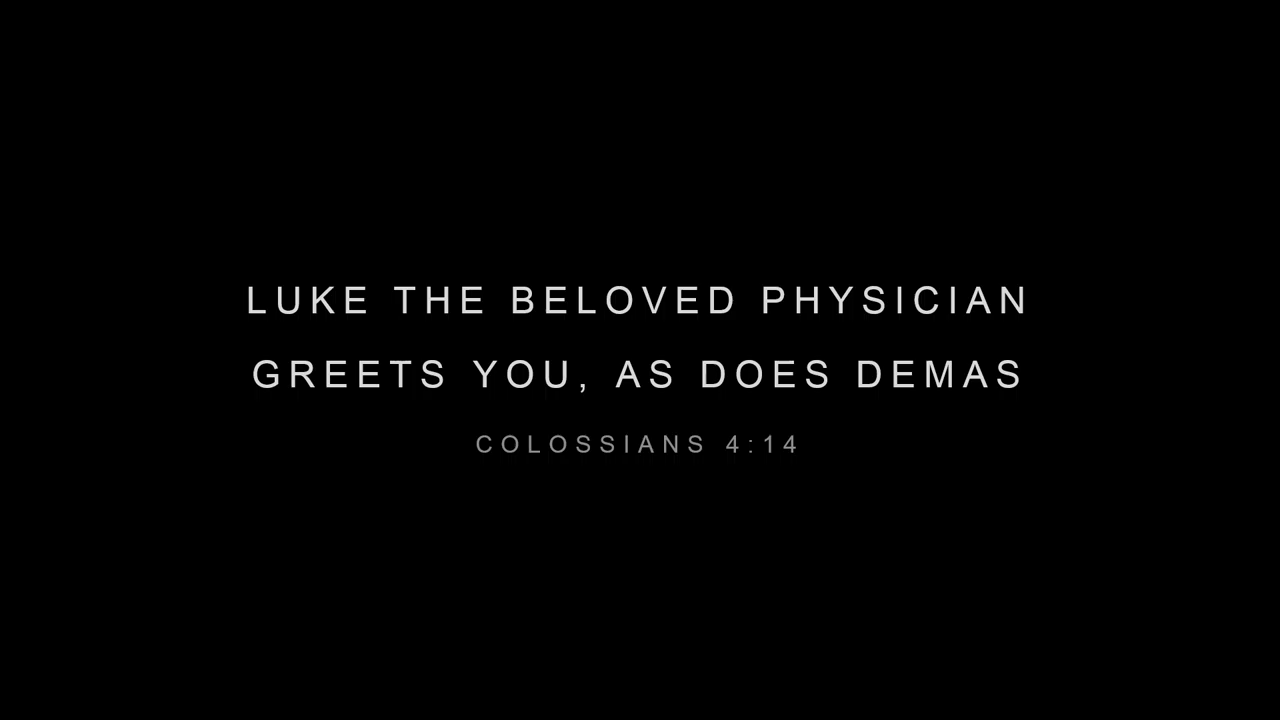 LUKE THE BELOVED PHYSICIAN
GREETS YOU, AS DOES DEMAS
COLOSSIANS 4:14